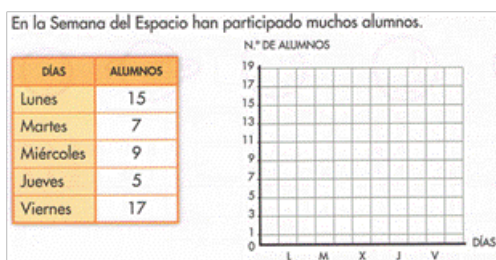 En la Semana del Espacio han participado muchos alumnos.
DÍAS ALUMNOS
Lunes 15
Martes 7
Miércoles 9
Jueves 5
Viernes 17
N.º DE ALUMNOS
19
17
15
13
11
9
7
5
3
1
0
L M X J V
DÍAS